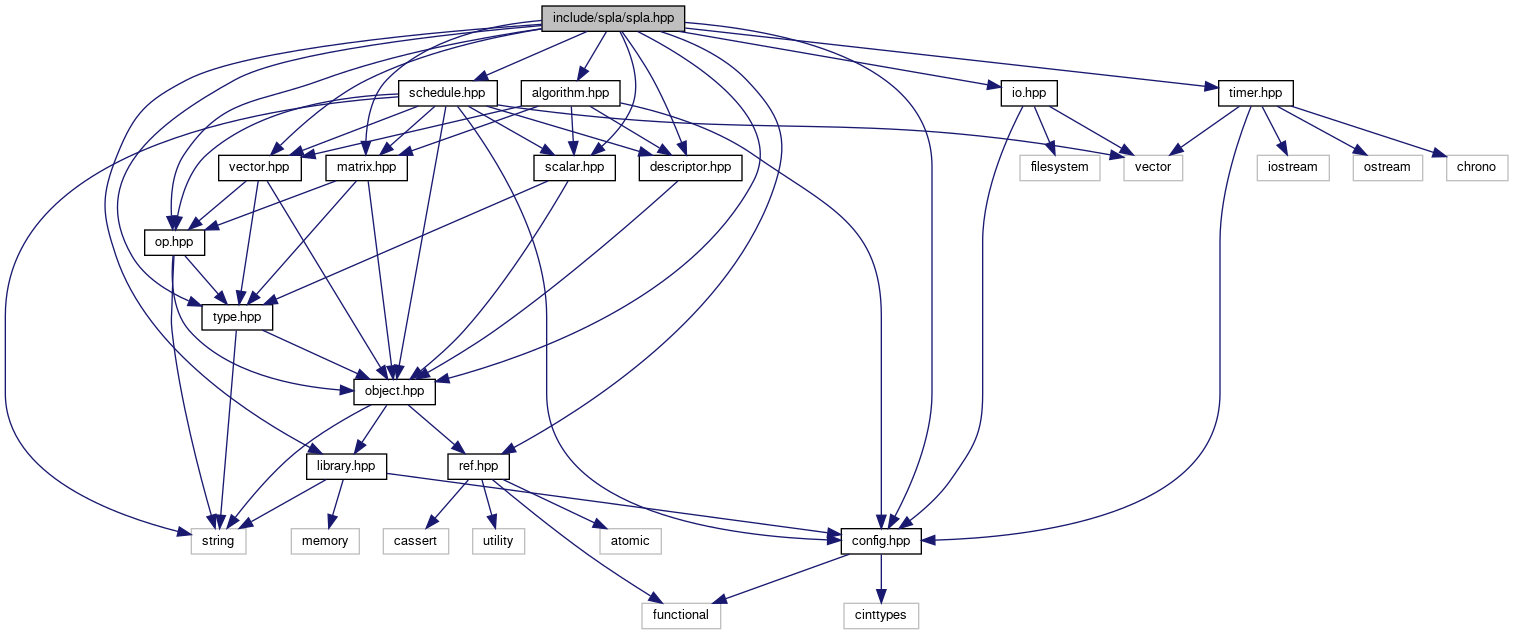 include/spla/spla.hpp
schedule.hpp
algorithm.hpp
io.hpp
timer.hpp
vector.hpp
matrix.hpp
scalar.hpp
descriptor.hpp
filesystem
vector
iostream
ostream
chrono
op.hpp
type.hpp
object.hpp
library.hpp
ref.hpp
string
memory
cassert
utility
atomic
config.hpp
functional
cinttypes